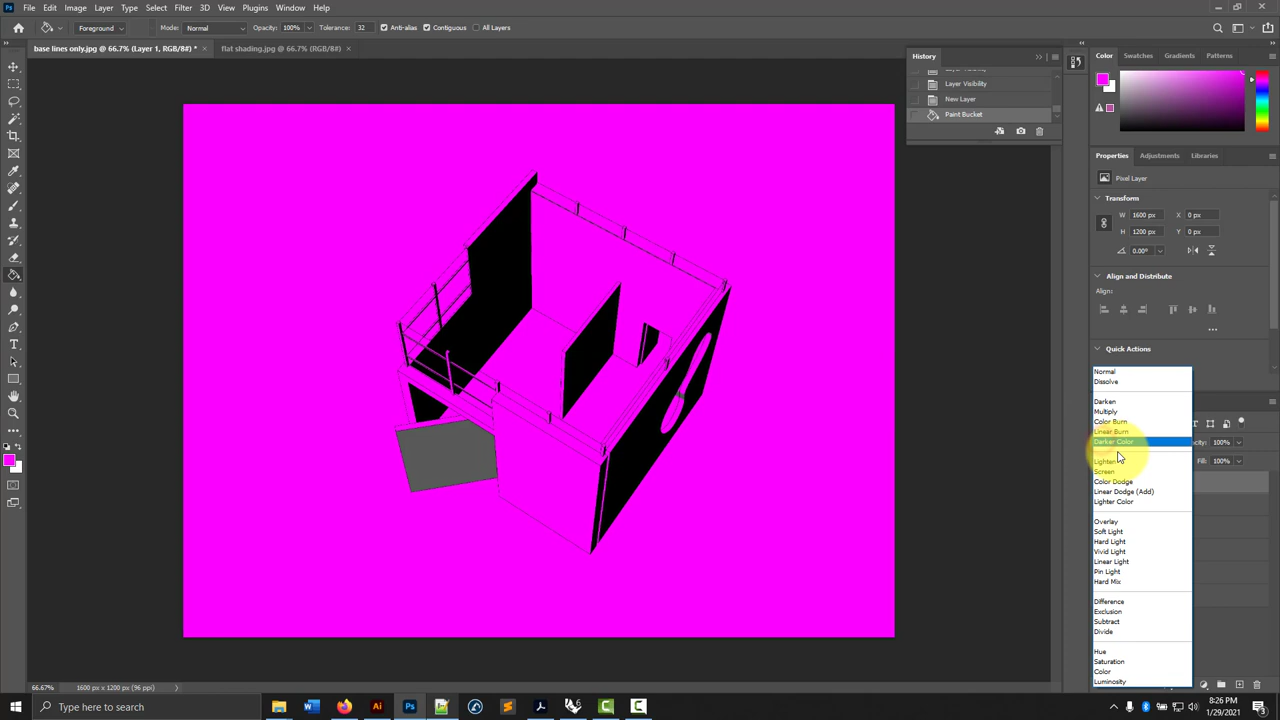 File Edit Image Layer Type Select Filter 3D View Plugins Window Help
Foreground Mode: Normal Opacity: 100% Tolerance: 32 Anti-alias Contiguous All Layers
base lines only.jpg @ 66.7% (Layer 1, RGB/8#) * × flat shading.jpg @ 66.7% (RGB/8#) ×
History
Layer Visibility
New Layer
Paint Bucket
Color Swatches Gradients Patterns
Properties Adjustments Libraries
Pixel Layer
Transform
W 1600 px X 0 px
H 1200 px Y 0 px
0.00°
Align and Distribute
Align:
Quick Actions
Normal
Dissolve
Darken
Multiply
Color Burn
Linear Burn
Darker Color
Lighten
Screen
Color Dodge
Linear Dodge (Add)
Lighter Color
Overlay
Soft Light
Hard Light
Vivid Light
Linear Light
Pin Light
Hard Mix
Difference
Exclusion
Subtract
Divide
Hue
Saturation
Color
Luminosity
100%
Fill: 100%
66.67% 1600 px x 1200 px (96 ppi)
Type here to search
8:26 PM
1/29/2021